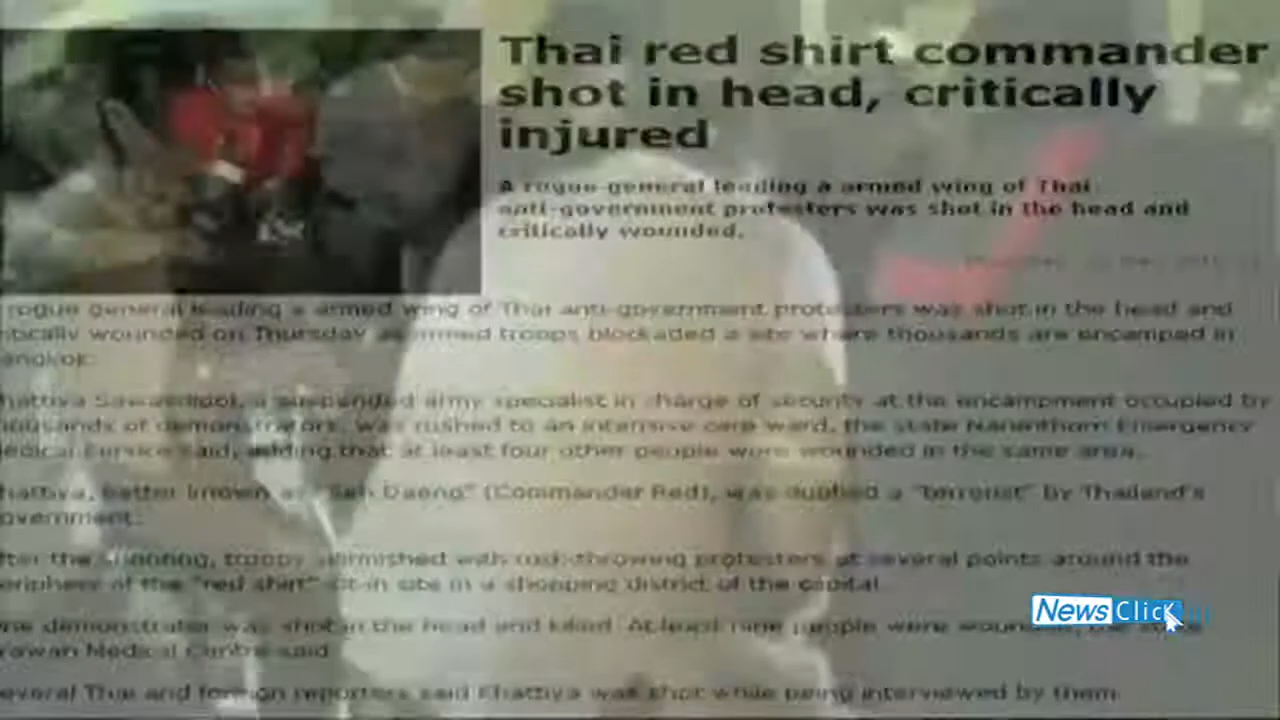 Thai red shirt commander
shot in head, critically
injured
A rogue general leading a armed wing of Thai
anti-government protesters was shot in the head and
critically wounded.
rogue general leading a armed wing of Thai anti-government protesters was shot in the head and
wounded on Thursday as armed troops blockaded a site where thousands are encamped in
a suspended army specialist in charge of security at the encampment occupied by
of demonstrators, was rushed to an intensive care ward, the state Emergency
said, adding that at least four other people were wounded in the same area.
better known as "Seh Daeng" (Commander Red), was dubbed a "terrorist" by Thailand's
the shooting, troops skirmished with rock-throwing protesters at several points around the
of the "red shirt" sit-in site in a shopping district of the capital.
demonstrator was shot in the head and killed. At least nine people were wounded, the
Medical Centre said
Thai and foreign reporters said Khattiya was shot while being interviewed by them.
News Click